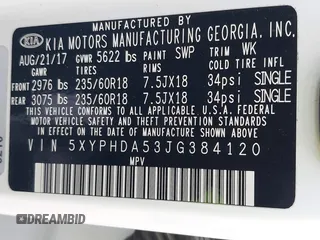 MANUFACTURED BY
KIA KIA MOTORS MANUFACTURING GEORGIA, INC.
AUG/21/17 GVWR 5622 lbs PAINT SWP TRIM WK
GAWR TIRE RIM COLD TIRE INFL
FRONT 2976 lbs 235/60R18 7.5JX18 34psi SINGLE
REAR 3075 lbs 235/60R18 7.5JX18 34psi SINGLE
THIS VEHICLE CONFORMS TO ALL APPLICABLE U.S.A. FEDERAL
MOTOR VEHICLE SAFETY AND THEFT PREVENTION STANDARDS
IN EFFECT ON THE DATE OF MANUFACTURE SHOWN ABOVE.
VIN 5XYPHDA53JG384120
MPV
DREAMBID